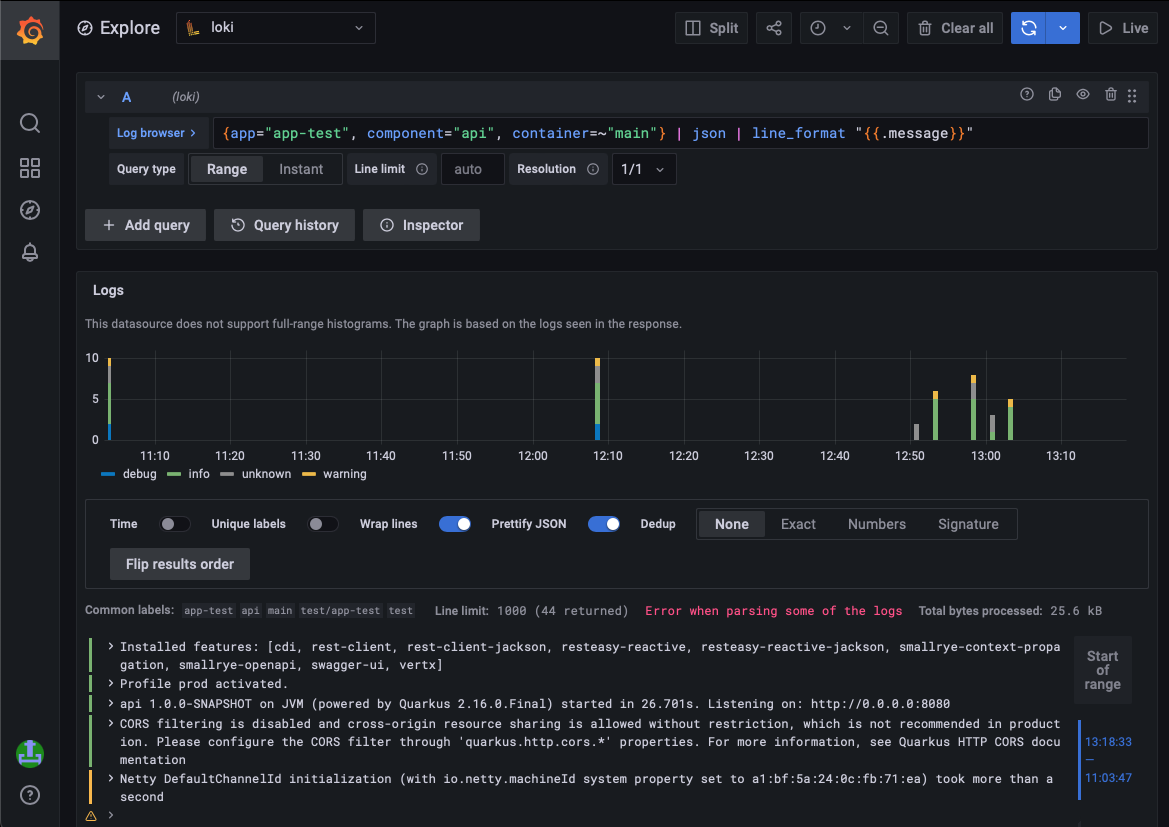 Explore
loki
Split
Clear all
Live
A (loki)
Log browser
{app="app-test", component="api", container=~"main"} | json | line_format "{{.message}}"
Query type Range Instant Line limit auto Resolution 1/1
+ Add query Query history Inspector
Logs
This datasource does not support full-range histograms. The graph is based on the logs seen in the response.
10
5
0
11:10 11:20 11:30 11:40 11:50 12:00 12:10 12:20 12:30 12:40 12:50 13:00 13:10
debug info unknown warning
Time Unique labels Wrap lines Prettify JSON Dedup None Exact Numbers Signature
Flip results order
Common labels: app-test api main test/app-test test Line limit: 1000 (44 returned) Error when parsing some of the logs Total bytes processed: 25.6 kB
Installed features: [cdi, rest-client, rest-client-jackson, resteasy-reactive, resteasy-reactive-jackson, smallrye-context-propa
gation, smallrye-openapi, swagger-ui, vertx]
Profile prod activated.
api 1.0.0-SNAPSHOT on JVM (powered by Quarkus 2.16.0.Final) started in 26.701s. Listening on: http://0.0.0.0:8080
CORS filtering is disabled and cross-origin resource sharing is allowed without restriction, which is not recommended in product
ion. Please configure the CORS filter through 'quarkus.http.cors.*' properties. For more information, see Quarkus HTTP CORS docu
mentation
Netty DefaultChannelId initialization (with io.netty.machineId system property set to a1:bf:5a:24:0c:fb:71:ea) took more than a
second
Start
of
range
13:18:33
—
11:03:47